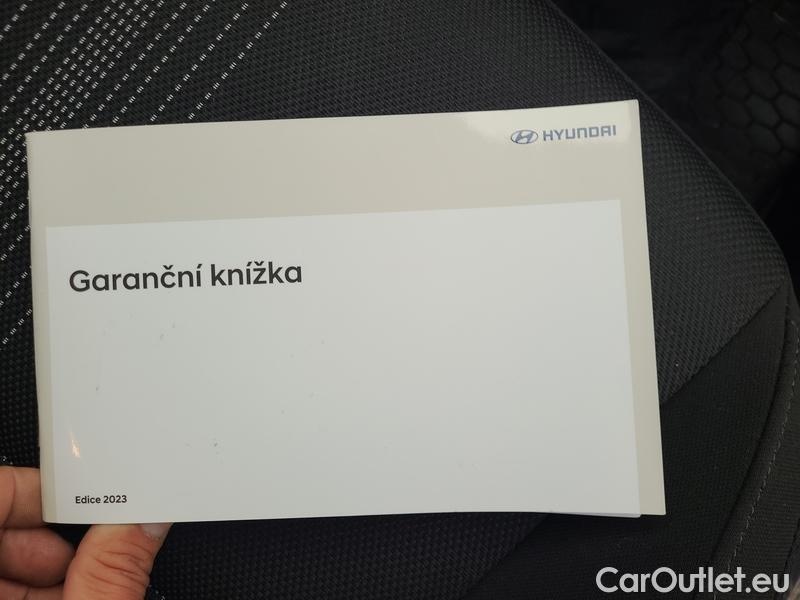 HYUNDAI
Garanční knížka
Edice 2023
CarOutlet.eu